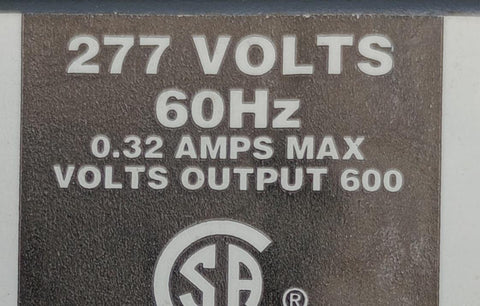 277 VOLTS
60Hz
0.32 AMPS MAX
VOLTS OUTPUT 600
SA ®